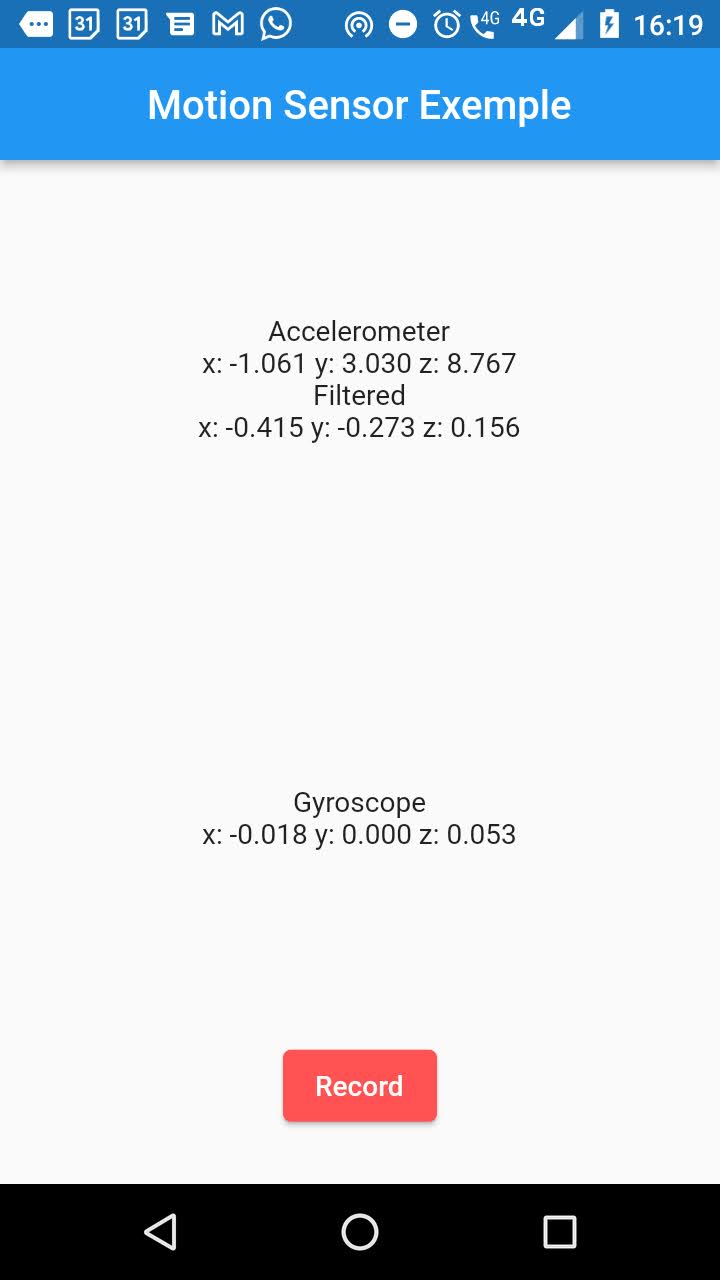 31 31 4G 4G 16:19
Motion Sensor Exemple
Accelerometer
x: -1.061 y: 3.030 z: 8.767
Filtered
x: -0.415 y: -0.273 z: 0.156
Gyroscope
x: -0.018 y: 0.000 z: 0.053
Record